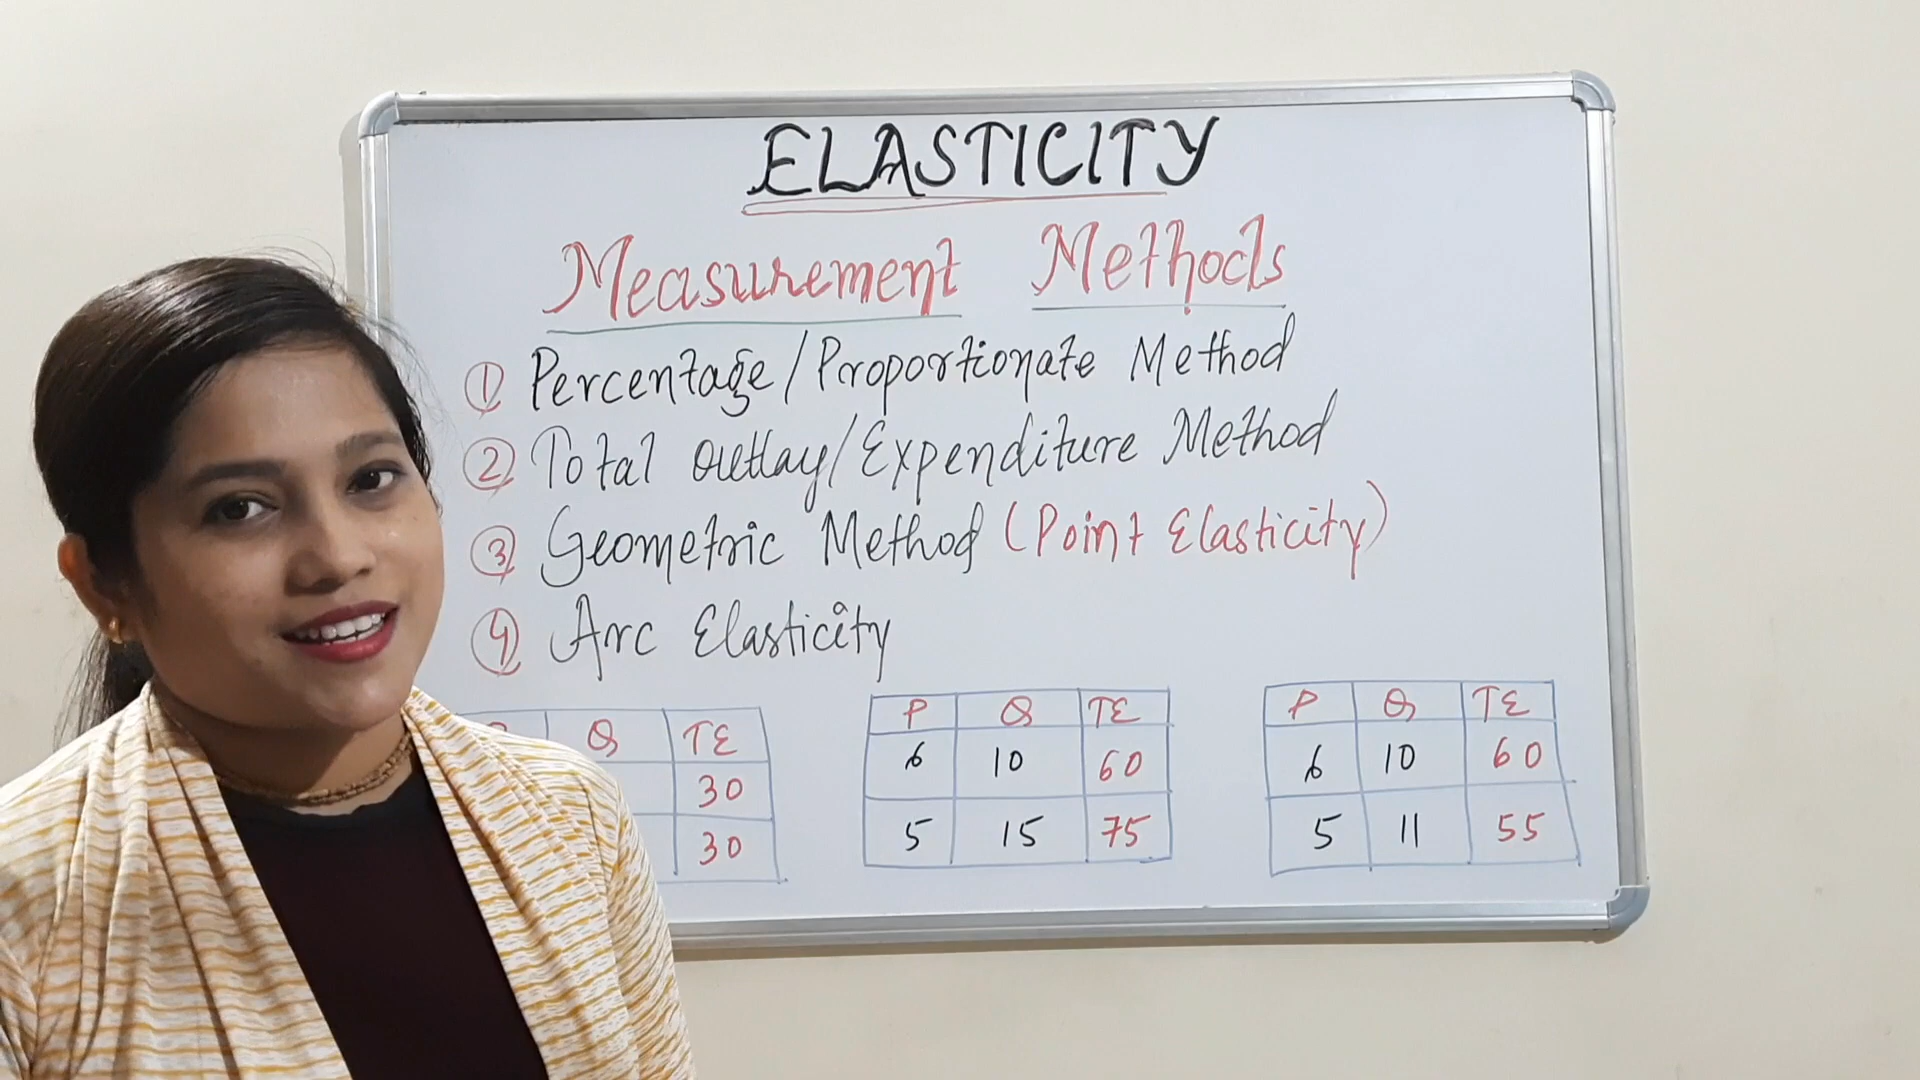 ELASTICITY
Measurement Methods
① Percentage/Proportionate Method
② Total Outlay/Expenditure Method
③ Geometric Method (Point Elasticity)
④ Arc Elasticity
Q TE
30
30
P Q TE
6 10 60
5 15 75
P Q TE
6 10 60
5 11 55